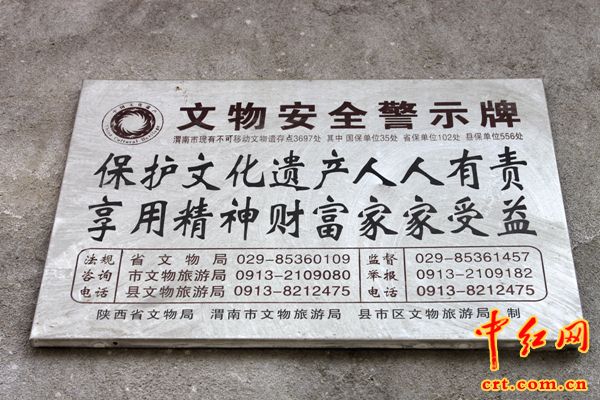 文物安全警示牌
渭南市现有不可移动文物遗存点3697处 其中 国保单位35处 省保单位102处 县保单位556处
保护文化遗产人人有责
享用精神财富家家受益
法规 省文物局 029-85360109 监督 029-85361457
咨询 市文物旅游局 0913-2109080 举报 0913-2109182
电话 县文物旅游局 0913-8212475 电话 0913-8212475
陕西省文物局 渭南市文物旅游局 县市区文物旅游局 制
中红网
crt.com.cn